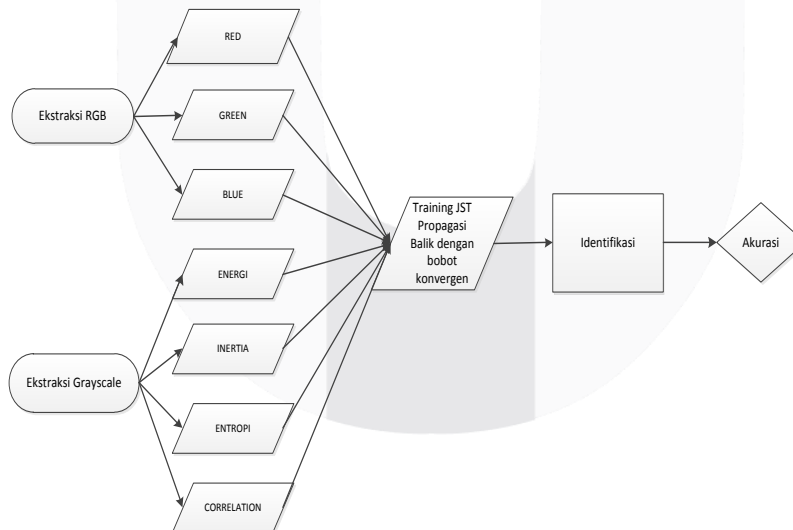 RED
Ekstraksi RGB
GREEN
BLUE
Training JST
Propagasi
Balik dengan
bobot
konvergen
Identifikasi
Akurasi
ENERGI
INERTIA
Ekstraksi Grayscale
ENTROPI
CORRELATION